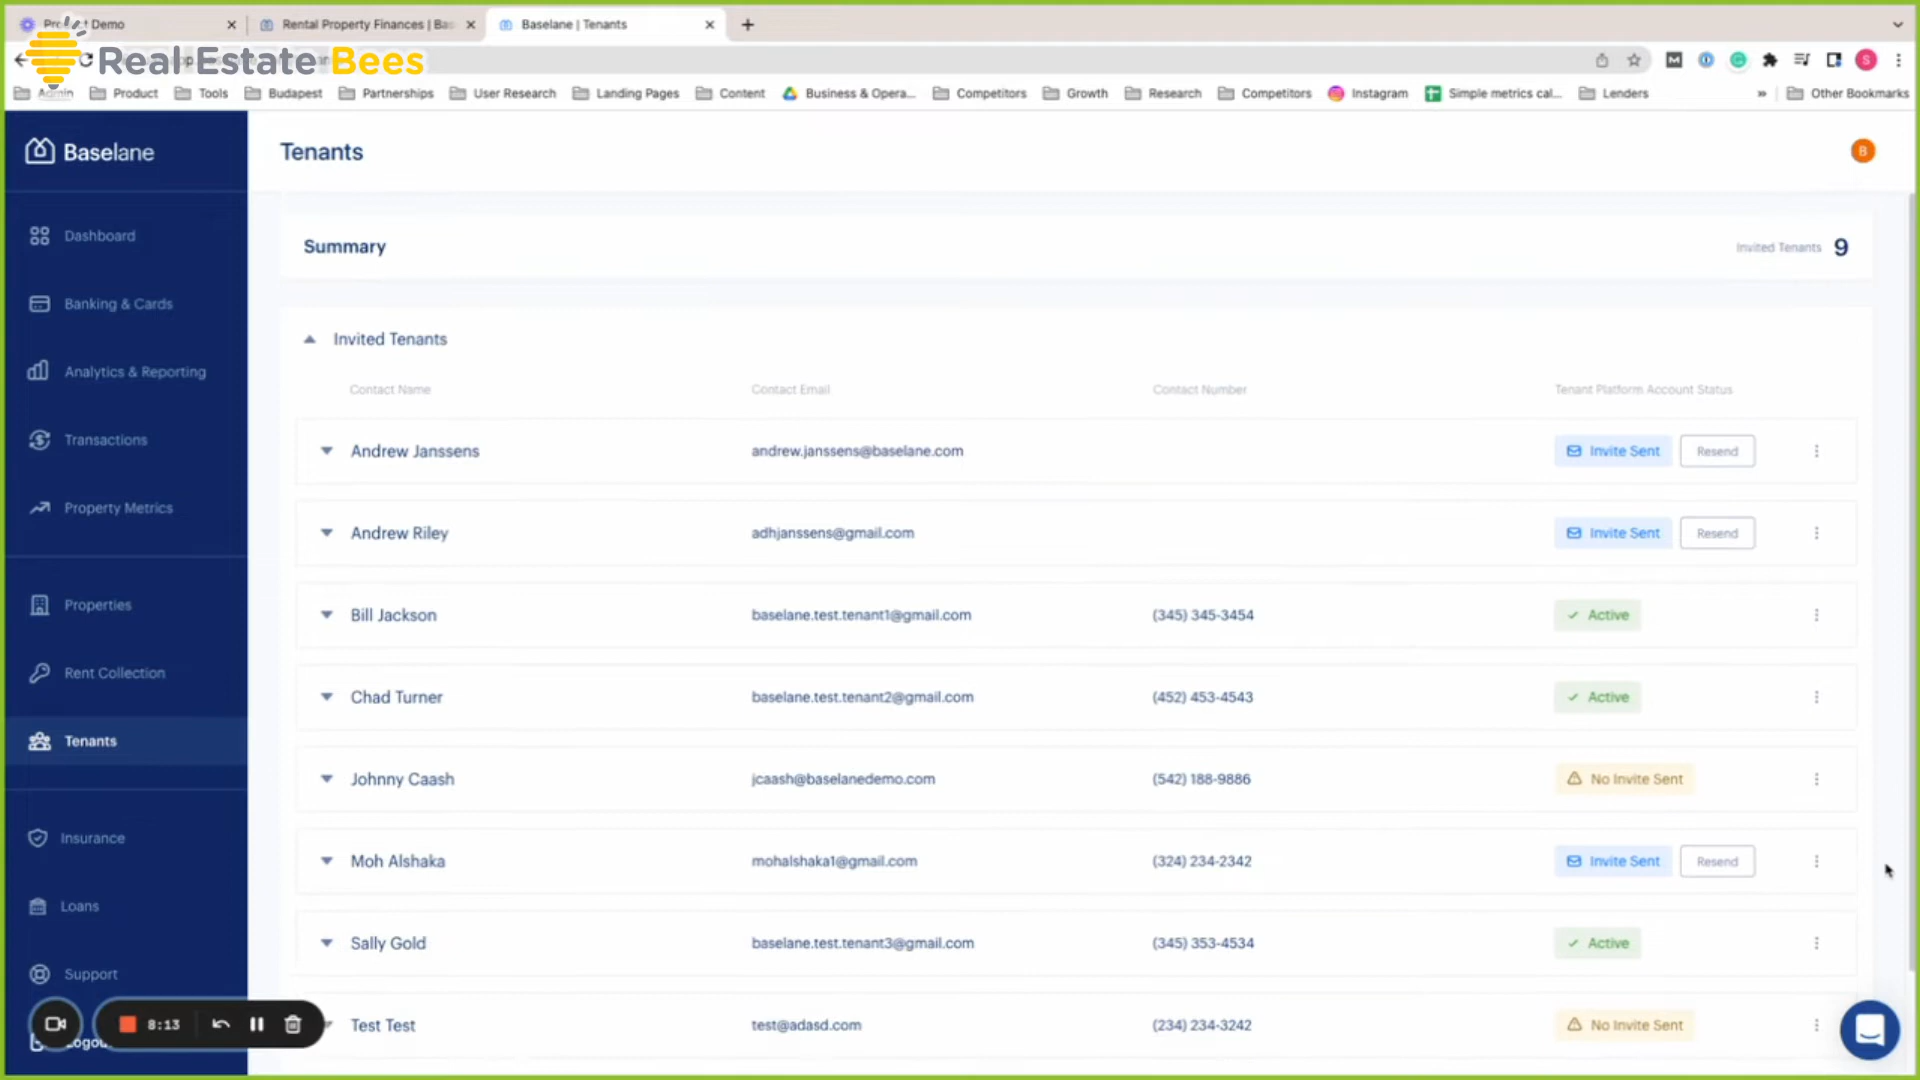 Demo
Rental Property Finances | Bas
Baselane | Tenants
Real Estate Bees
Admin
Product
Tools
Budapest
Partnerships
User Research
Landing Pages
Content
Business & Opera...
Competitors
Growth
Research
Competitors
Instagram
Simple metrics cal...
Lenders
Other Bookmarks
Baselane
Tenants
B
Dashboard
Banking & Cards
Analytics & Reporting
Transactions
Property Metrics
Properties
Rent Collection
Tenants
Insurance
Loans
Support
8:13
Summary
Invited Tenants 9
Invited Tenants
Contact Name Contact Email Contact Number Tenant Platform Account Status
Andrew Janssens andrew.janssens@baselane.com Invite Sent Resend
Andrew Riley adhjanssens@gmail.com Invite Sent Resend
Bill Jackson baselane.test.tenant1@gmail.com (345) 345-3454 Active
Chad Turner baselane.test.tenant2@gmail.com (452) 453-4543 Active
Johnny Caash jcaash@baselanedemo.com (542) 188-9886 No Invite Sent
Moh Alshaka mohalshaka1@gmail.com (324) 234-2342 Invite Sent Resend
Sally Gold baselane.test.tenant3@gmail.com (345) 353-4534 Active
Test Test test@adasd.com (234) 234-3242 No Invite Sent